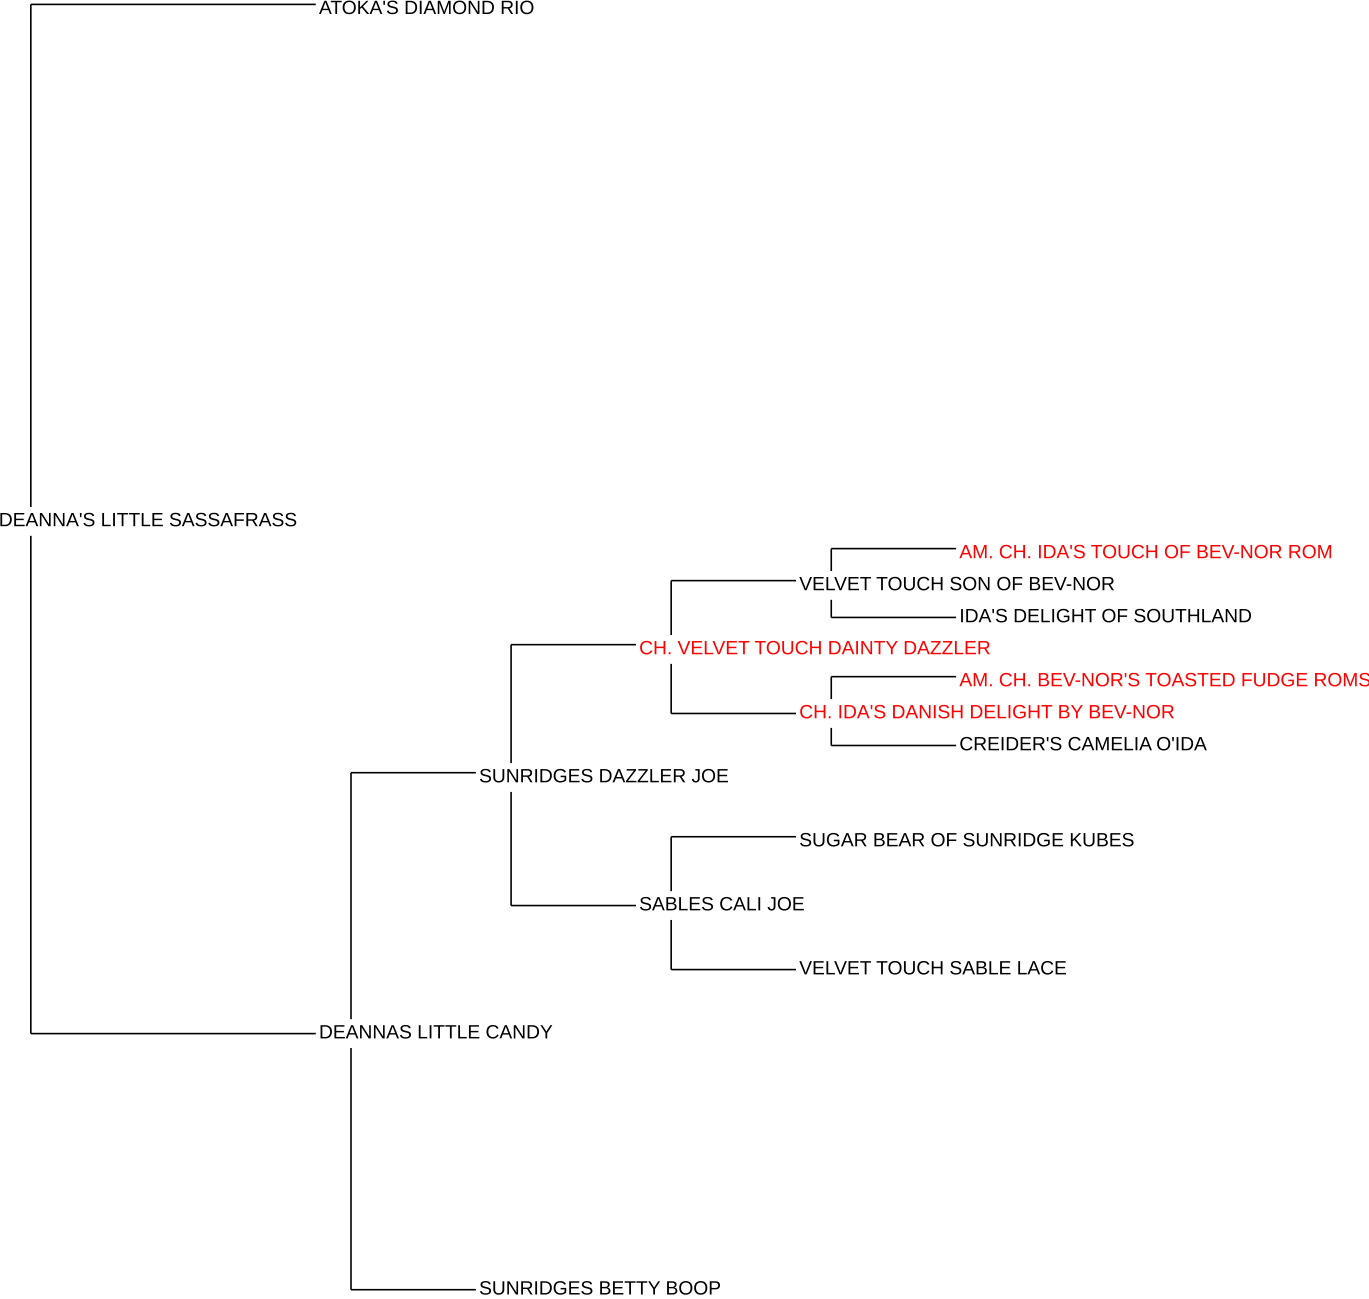 ATOKA'S DIAMOND RIO
DEANNA'S LITTLE SASSAFRASS
AM. CH. IDA'S TOUCH OF BEV-NOR ROM
VELVET TOUCH SON OF BEV-NOR
IDA'S DELIGHT OF SOUTHLAND
CH. VELVET TOUCH DAINTY DAZZLER
AM. CH. BEV-NOR'S TOASTED FUDGE ROMS
CH. IDA'S DANISH DELIGHT BY BEV-NOR
CREIDER'S CAMELIA O'IDA
SUNRIDGES DAZZLER JOE
SUGAR BEAR OF SUNRIDGE KUBES
SABLES CALI JOE
VELVET TOUCH SABLE LACE
DEANNAS LITTLE CANDY
SUNRIDGES BETTY BOOP